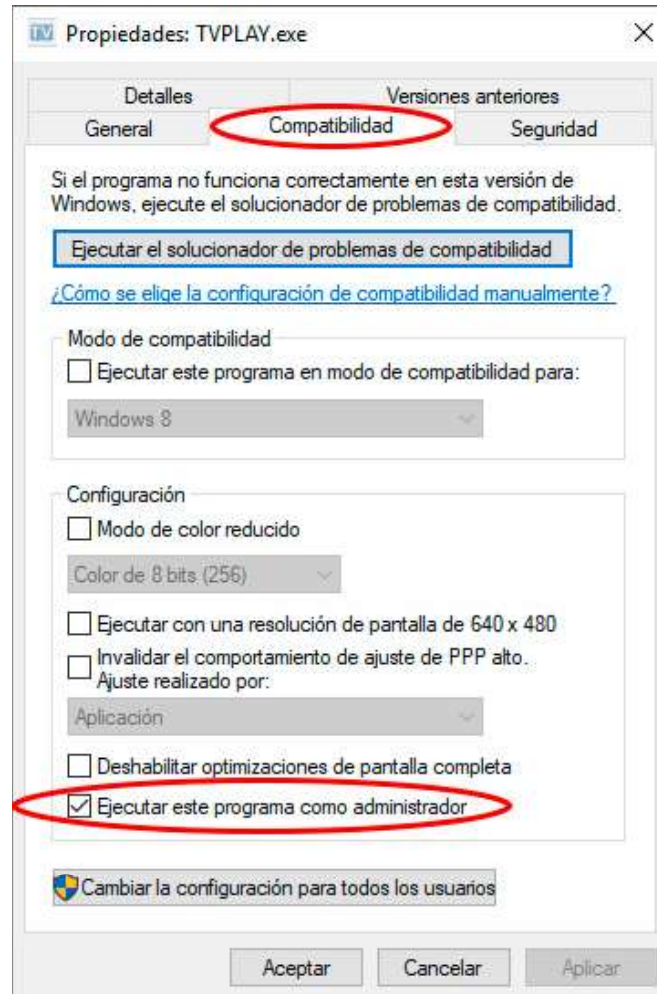 TV Propiedades: TVPLAY.exe
Detalles Versiones anteriores
General Compatibilidad Seguridad
Si el programa no funciona correctamente en esta versión de
Windows, ejecute el solucionador de problemas de compatibilidad.
Ejecutar el solucionador de problemas de compatibilidad
¿Cómo se elige la configuración de compatibilidad manualmente?
Modo de compatibilidad
Ejecutar este programa en modo de compatibilidad para:
Windows 8
Configuración
Modo de color reducido
Color de 8 bits (256)
Ejecutar con una resolución de pantalla de 640 x 480
Invalidar el comportamiento de ajuste de PPP alto.
Ajuste realizado por:
Aplicación
Deshabilitar optimizaciones de pantalla completa
Ejecutar este programa como administrador
Cambiar la configuración para todos los usuarios
Aceptar Cancelar Aplicar